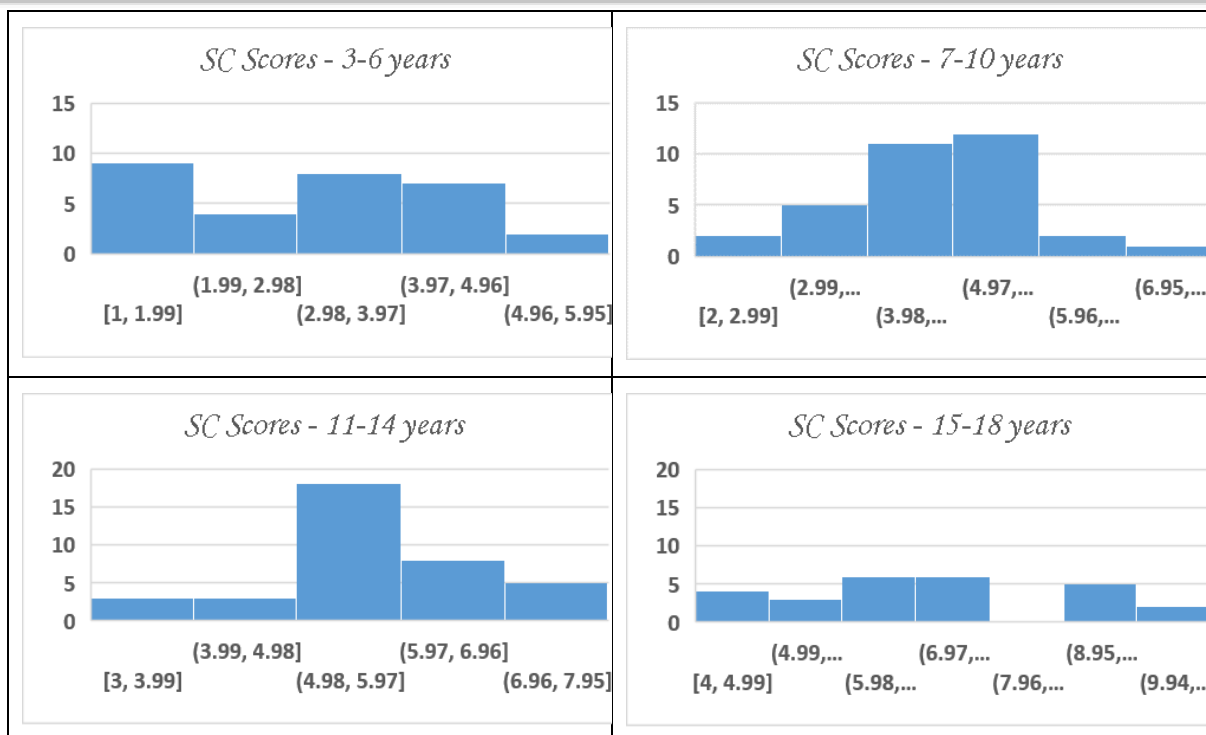 SC Scores - 3-6 years
15
10
5
0
(1.99, 2.98] (3.97, 4.96]
[1, 1.99] (2.98, 3.97] (4.96, 5.95]
SC Scores - 7-10 years
15
10
5
0
(2.99,... (4.97,... (6.95,...
[2, 2.99] (3.98,... (5.96,...
SC Scores - 11-14 years
20
15
10
5
0
(3.99, 4.98] (5.97, 6.96]
[3, 3.99] (4.98, 5.97] (6.96, 7.95]
SC Scores - 15-18 years
20
15
10
5
0
(4.99,... (6.97,... (8.95,...
[4, 4.99] (5.98,... (7.96,... (9.94,...